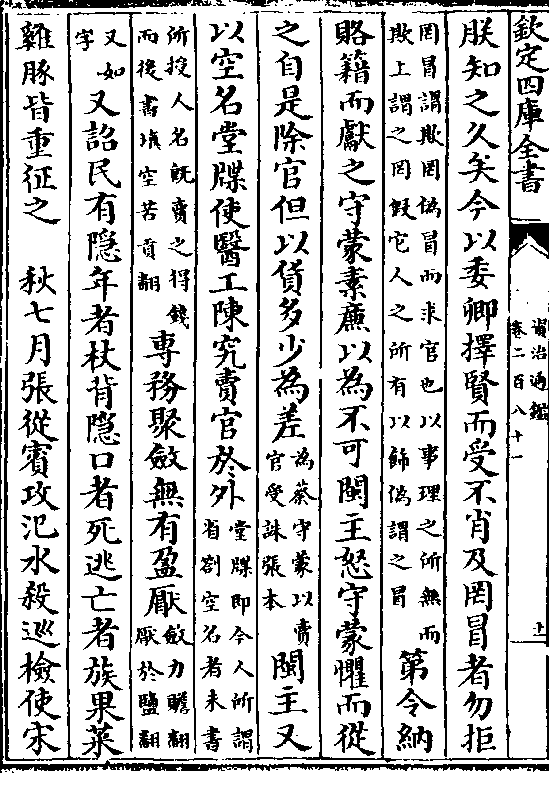 欽定四庫全書
資治通鑑
卷二百八十一
上
朕知之久矣今以委卿擇賢而受不肖及罔冒者勿拒
罔冒謂欺罔偽冒而求官也以事理之所無而
欺上謂之罔假它人之所有以飾偽謂之冒
第令納
賂籍而獻之守蒙素㢘以為不可閩主怒守蒙懼而從
之自是除官但以貨多少為差
為蔡守蒙以賣
官受誅張本
閩主又
以空名堂牒使醫工陳究賣官於外
堂牒即今人所謂
省劄空名者未書
所授人名既賣之得錢
而後書填空苦貢翻
專務聚斂無有盈厭
斂力贍翻
厭於鹽翻
又如
字
又詔民有隠年者杖背隠口者死逃亡者族果菜
雞豚皆重征之 秋七月張從賓攻汜水殺巡檢使宋